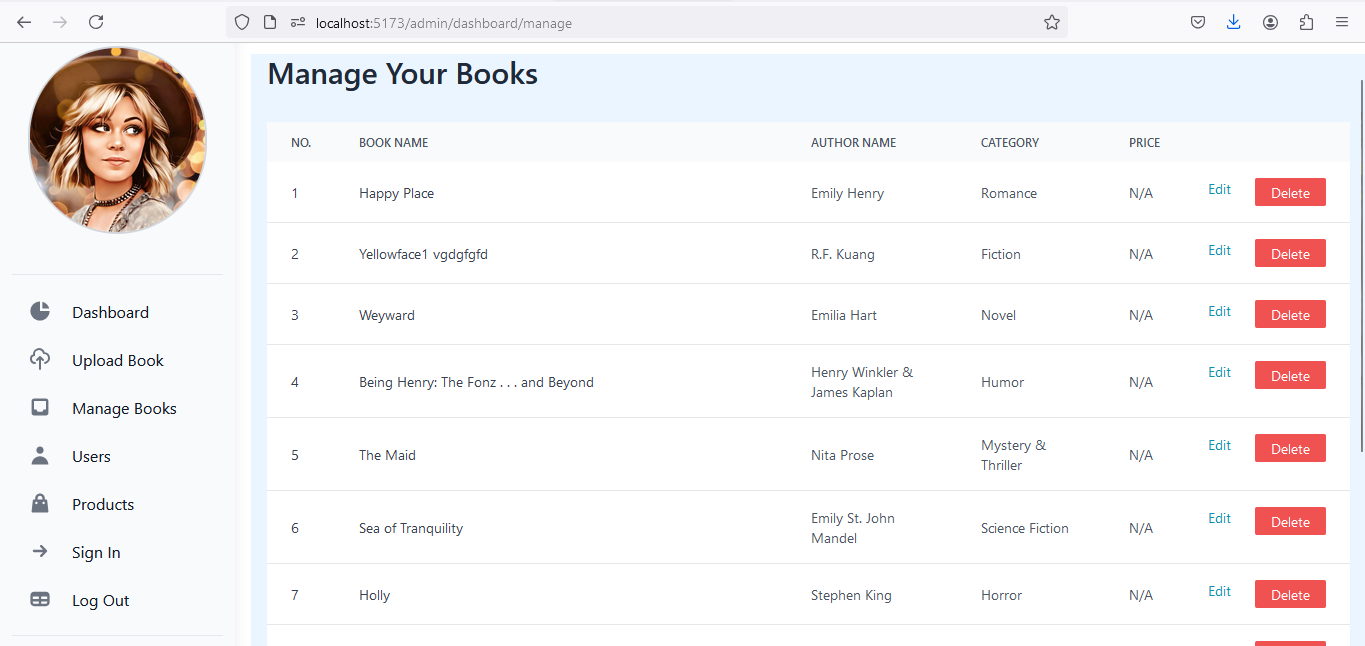 localhost:5173/admin/dashboard/manage
Dashboard
Upload Book
Manage Books
Users
Products
Sign In
Log Out
Manage Your Books
NO. BOOK NAME AUTHOR NAME CATEGORY PRICE
1 Happy Place Emily Henry Romance N/A Edit Delete
2 Yellowface1 vgdgfgfd R.F. Kuang Fiction N/A Edit Delete
3 Weyward Emilia Hart Novel N/A Edit Delete
4 Being Henry: The Fonz . . . and Beyond Henry Winkler &
James Kaplan Humor N/A Edit Delete
5 The Maid Nita Prose Mystery &
Thriller N/A Edit Delete
6 Sea of Tranquility Emily St. John
Mandel Science Fiction N/A Edit Delete
7 Holly Stephen King Horror N/A Edit Delete